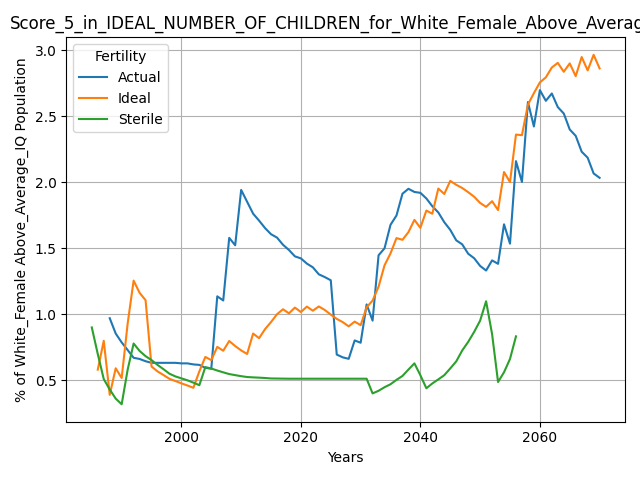 Score_5_in_IDEAL_NUMBER_OF_CHILDREN_for_White_Female_Above_Averag
% of White_Female Above_Average_IQ Population
3.0
2.5
2.0
1.5
1.0
0.5
Fertility
Actual
Ideal
Sterile
2000 2020 2040 2060
Years